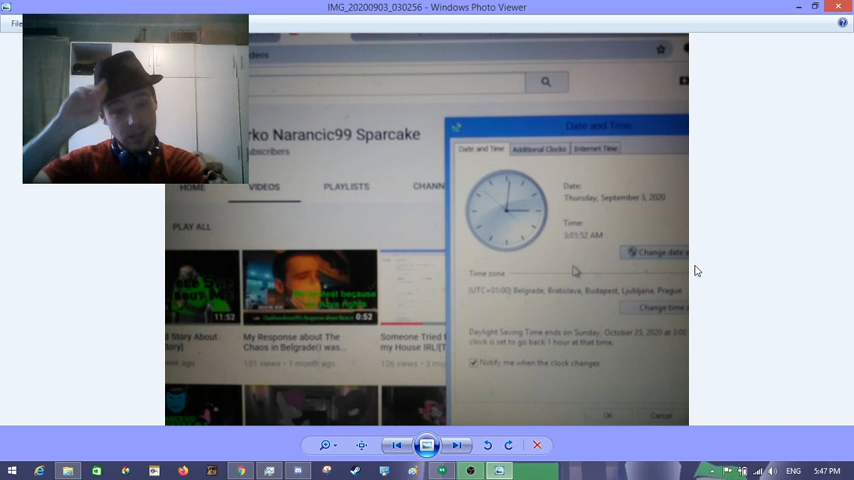 IMG_20200903_030256 - Windows Photo Viewer
File
deos
rko Narancic99 Sparcake
ubscribers
HOME
VIDEOS
PLAYLISTS
CHANN
PLAY ALL
11:52
0:52
d Story About
tory]
My Response about The
Chaos in Belgrade() was...
151 views • 1 month ago
Someone Tried
my House IRL![T
126 views • 2 mo
Date and Time
Date and Time
Additional Clocks
Internet Time
Date:
Thursday, September 3, 2020
Time:
3:01:52 AM
Change date a
Time zone
(UTC+01:00) Belgrade, Bratislava, Budapest, Ljubljana, Prague
Change time z
Daylight Saving Time ends on Sunday, October 25, 2020 at 3:00
clock is set to go back 1 hour at that time.
Notify me when the clock changes
OK
Cancel
ENG
5:47 PM